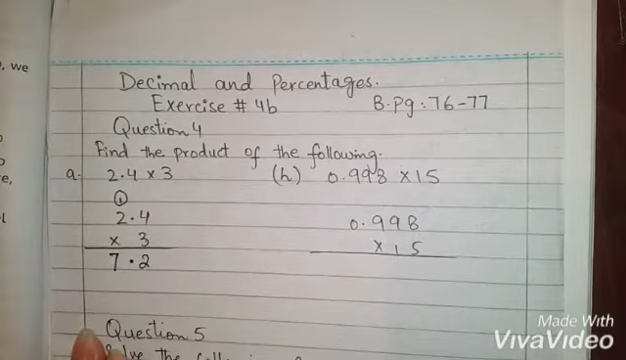 , we
Decimal and Percentages.
Exercise # 4b B.Pg: 76-77
Question 4
Find the product of the following.
a. 2.4 x 3 (h) 0.998 x 15
1
2.4 0.998
x 3 x 15
7.2
Question 5
the
Made With
VivaVideo